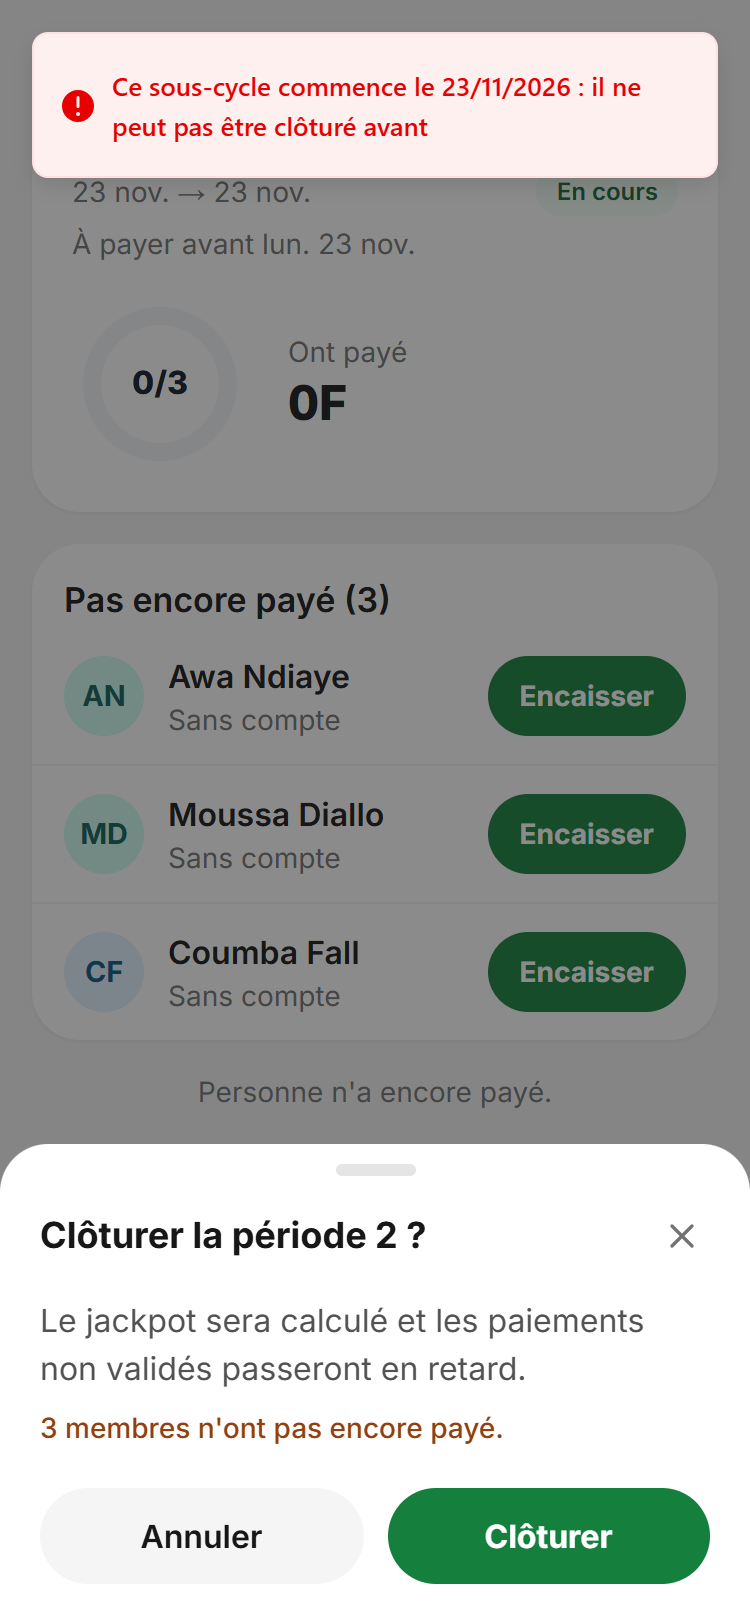 Ce sous-cycle commence le 23/11/2026 : il ne
peut pas être clôturé avant
23 nov. → 23 nov.
En cours
À payer avant lun. 23 nov.
0/3
Ont payé
0F
Pas encore payé (3)
AN
Awa Ndiaye
Sans compte
Encaisser
MD
Moussa Diallo
Sans compte
Encaisser
CF
Coumba Fall
Sans compte
Encaisser
Personne n'a encore payé.
Clôturer la période 2 ?
Le jackpot sera calculé et les paiements
non validés passeront en retard.
3 membres n'ont pas encore payé.
Annuler
Clôturer